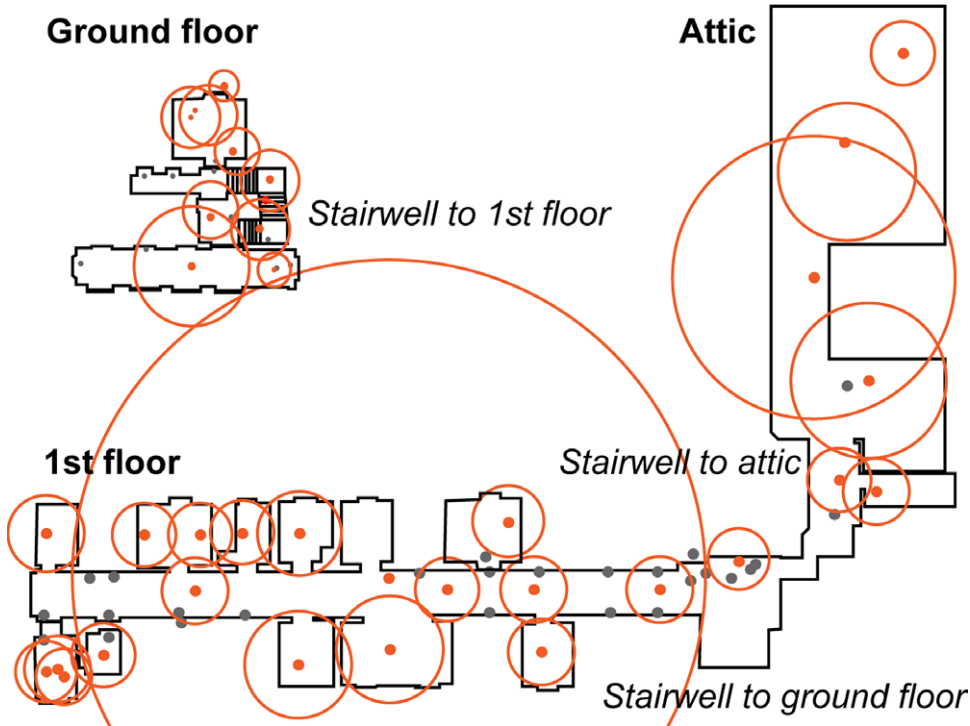 Ground floor
Attic
Stairwell to 1st floor
1st floor
Stairwell to attic
Stairwell to ground floor